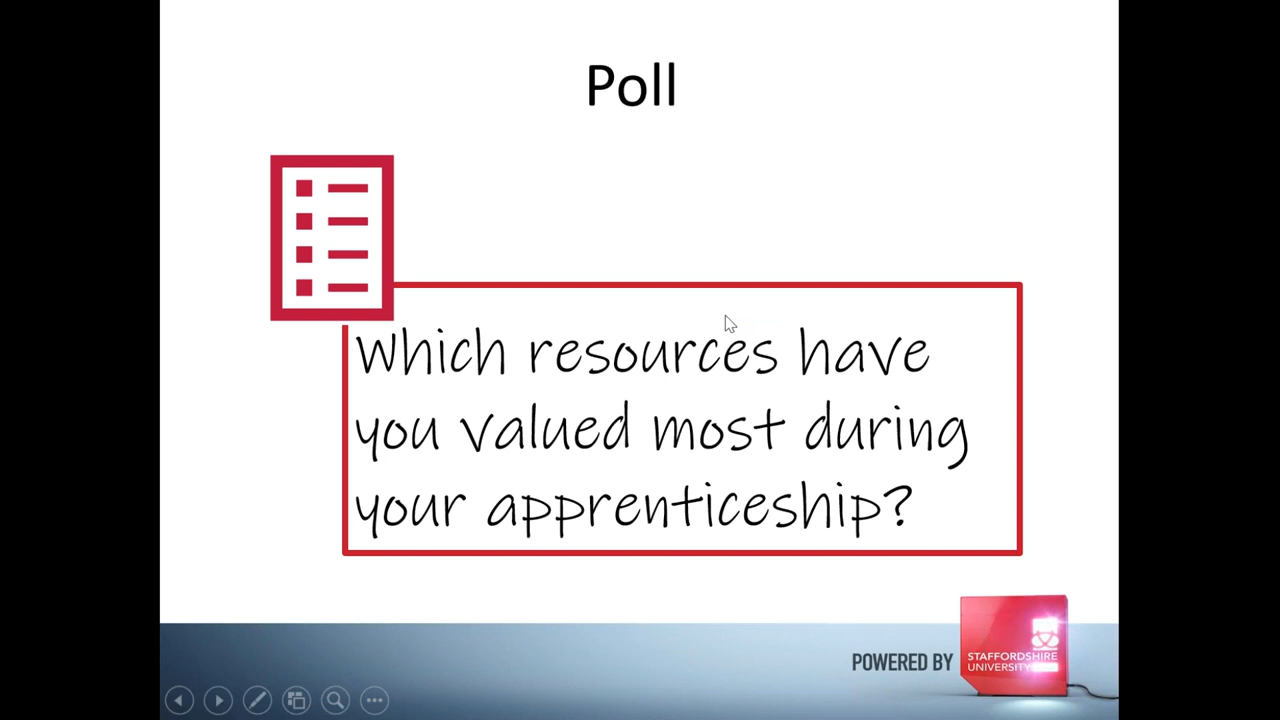 Poll
Which resources have
you valued most during
your apprenticeship?
POWERED BY
STAFFORDSHIRE
UNIVERSITY